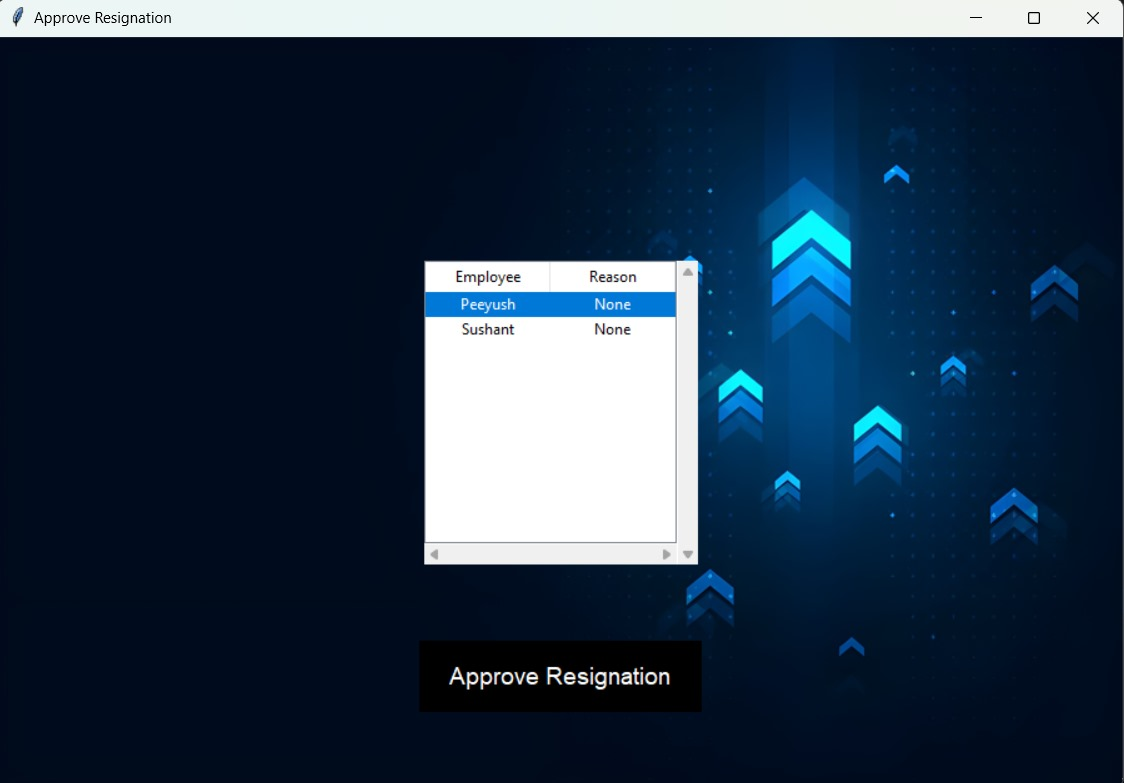 Approve Resignation
Employee Reason
Peeyush None
Sushant None
Approve Resignation